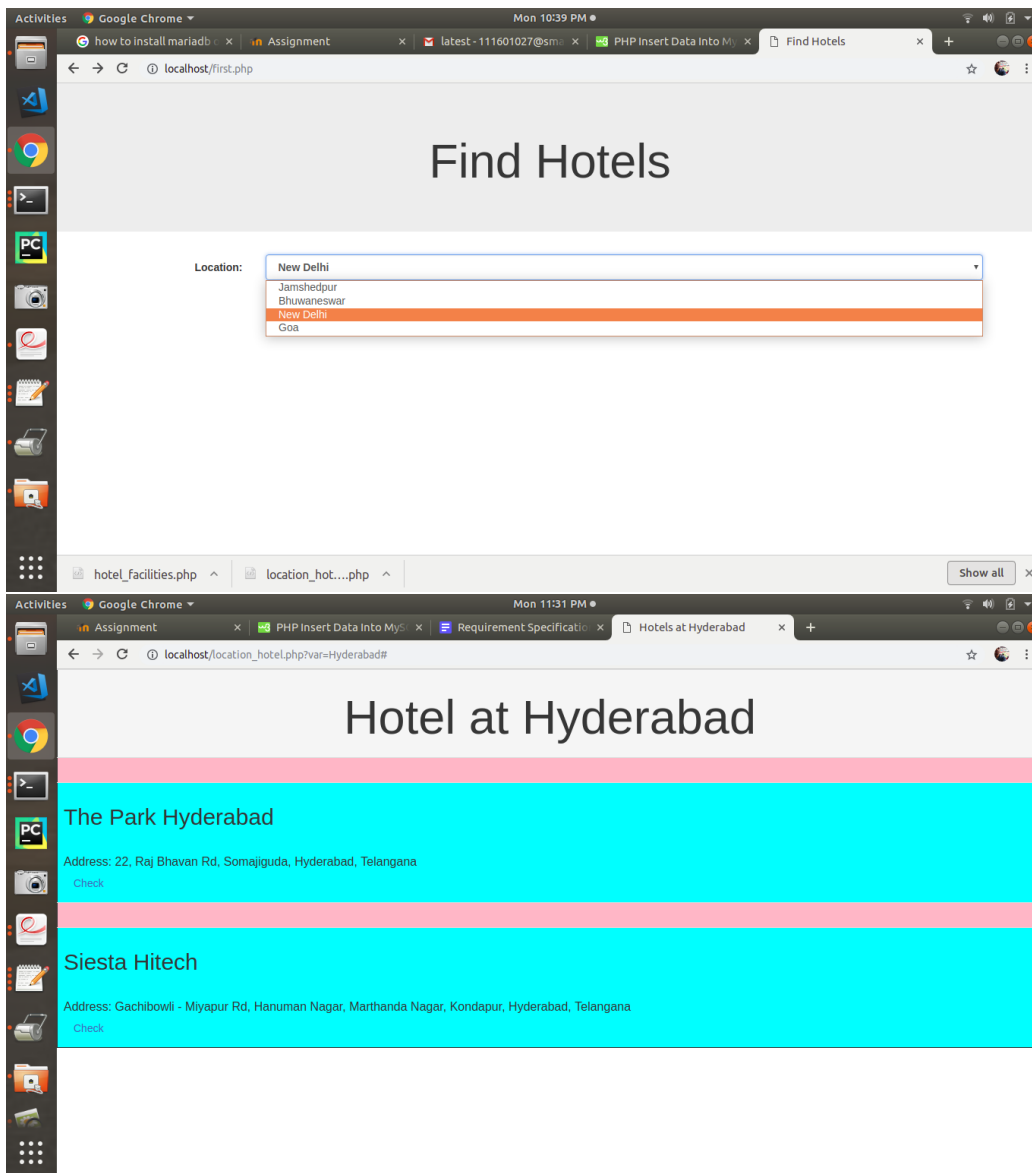 Activities Google Chrome ▾ Mon 10:39 PM ●
how to install mariadb Assignment latest - 111601027@sma PHP Insert Data Into My Find Hotels
localhost/first.php
Find Hotels
Location: New Delhi
Jamshedpur
Bhuwaneswar
New Delhi
Goa
hotel_facilities.php location_hot....php Show all
Activities Google Chrome ▾ Mon 11:31 PM ●
Assignment PHP Insert Data Into MyS Requirement Specificatio Hotels at Hyderabad
localhost/location_hotel.php?var=Hyderabad#
Hotel at Hyderabad
The Park Hyderabad
Address: 22, Raj Bhavan Rd, Somajiguda, Hyderabad, Telangana
Check
Siesta Hitech
Address: Gachibowli - Miyapur Rd, Hanuman Nagar, Marthanda Nagar, Kondapur, Hyderabad, Telangana
Check